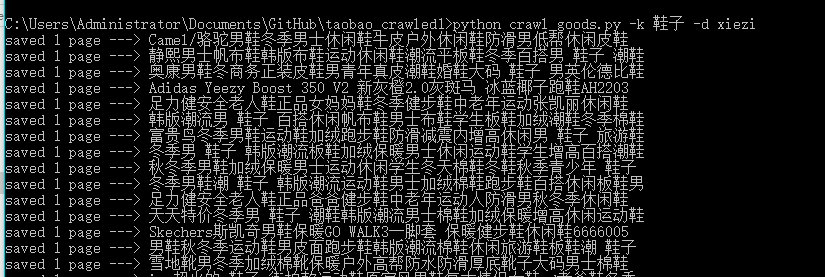 C:\Users\Administrator\Documents\GitHub\taobao_crawled1>python crawl_goods.py -k 鞋子 -d xiezi
saved 1 page ---> Camel/骆驼男鞋冬季男士休闲鞋牛皮户外休闲鞋防滑男低帮休闲皮鞋
saved 1 page ---> 静熙男士帆布鞋韩版布鞋运动休闲鞋潮流平板鞋冬季百搭男 鞋子 潮鞋
saved 1 page ---> 奥康男鞋冬商务正装皮鞋男青年真皮潮鞋婚鞋大码 鞋子 男英伦德比鞋
saved 1 page ---> Adidas Yeezy Boost 350 V2 新灰橙2.0灰斑马 冰蓝椰子跑鞋AH2203
saved 1 page ---> 足力健安全老人鞋正品女妈妈鞋冬季健步鞋中老年运动张凯丽休闲鞋
saved 1 page ---> 韩版潮流男 鞋子 百搭休闲帆布鞋男士布鞋学生板鞋加绒潮鞋冬季棉鞋
saved 1 page ---> 富贵鸟冬季男鞋运动鞋加绒跑步鞋防滑减震内增高休闲男 鞋子 旅游鞋
saved 1 page ---> 冬季男 鞋子 韩版潮流板鞋加绒保暖男士休闲运动鞋学生增高百搭潮鞋
saved 1 page ---> 秋冬季男鞋加绒保暖男士运动休闲学生冬天棉鞋冬鞋秋季青少年 鞋子
saved 1 page ---> 冬季男鞋潮 鞋子 韩版潮流运动鞋男士加绒棉鞋跑步鞋百搭休闲板鞋男
saved 1 page ---> 足力健安全老人鞋正品爸爸健步鞋中老年运动人防滑男秋冬季休闲鞋
saved 1 page ---> 天天特价冬季男 鞋子 潮鞋韩版潮流男士棉鞋加绒保暖增高休闲运动鞋
saved 1 page ---> Skechers斯凯奇男鞋保暖GO WALK3一脚套 保暖健步鞋休闲鞋6666005
saved 1 page ---> 男鞋秋冬季运动鞋男皮面跑步鞋韩版潮流棉鞋休闲旅游鞋板鞋潮 鞋子
saved 1 page ---> 雪地靴男冬季加绒棉靴保暖户外高帮防水防滑厚底靴子大码男士棉鞋